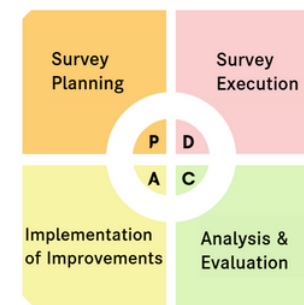 Survey
Planning
Survey
Execution
P D
A C
Implementation
of Improvements
Analysis &
Evaluation